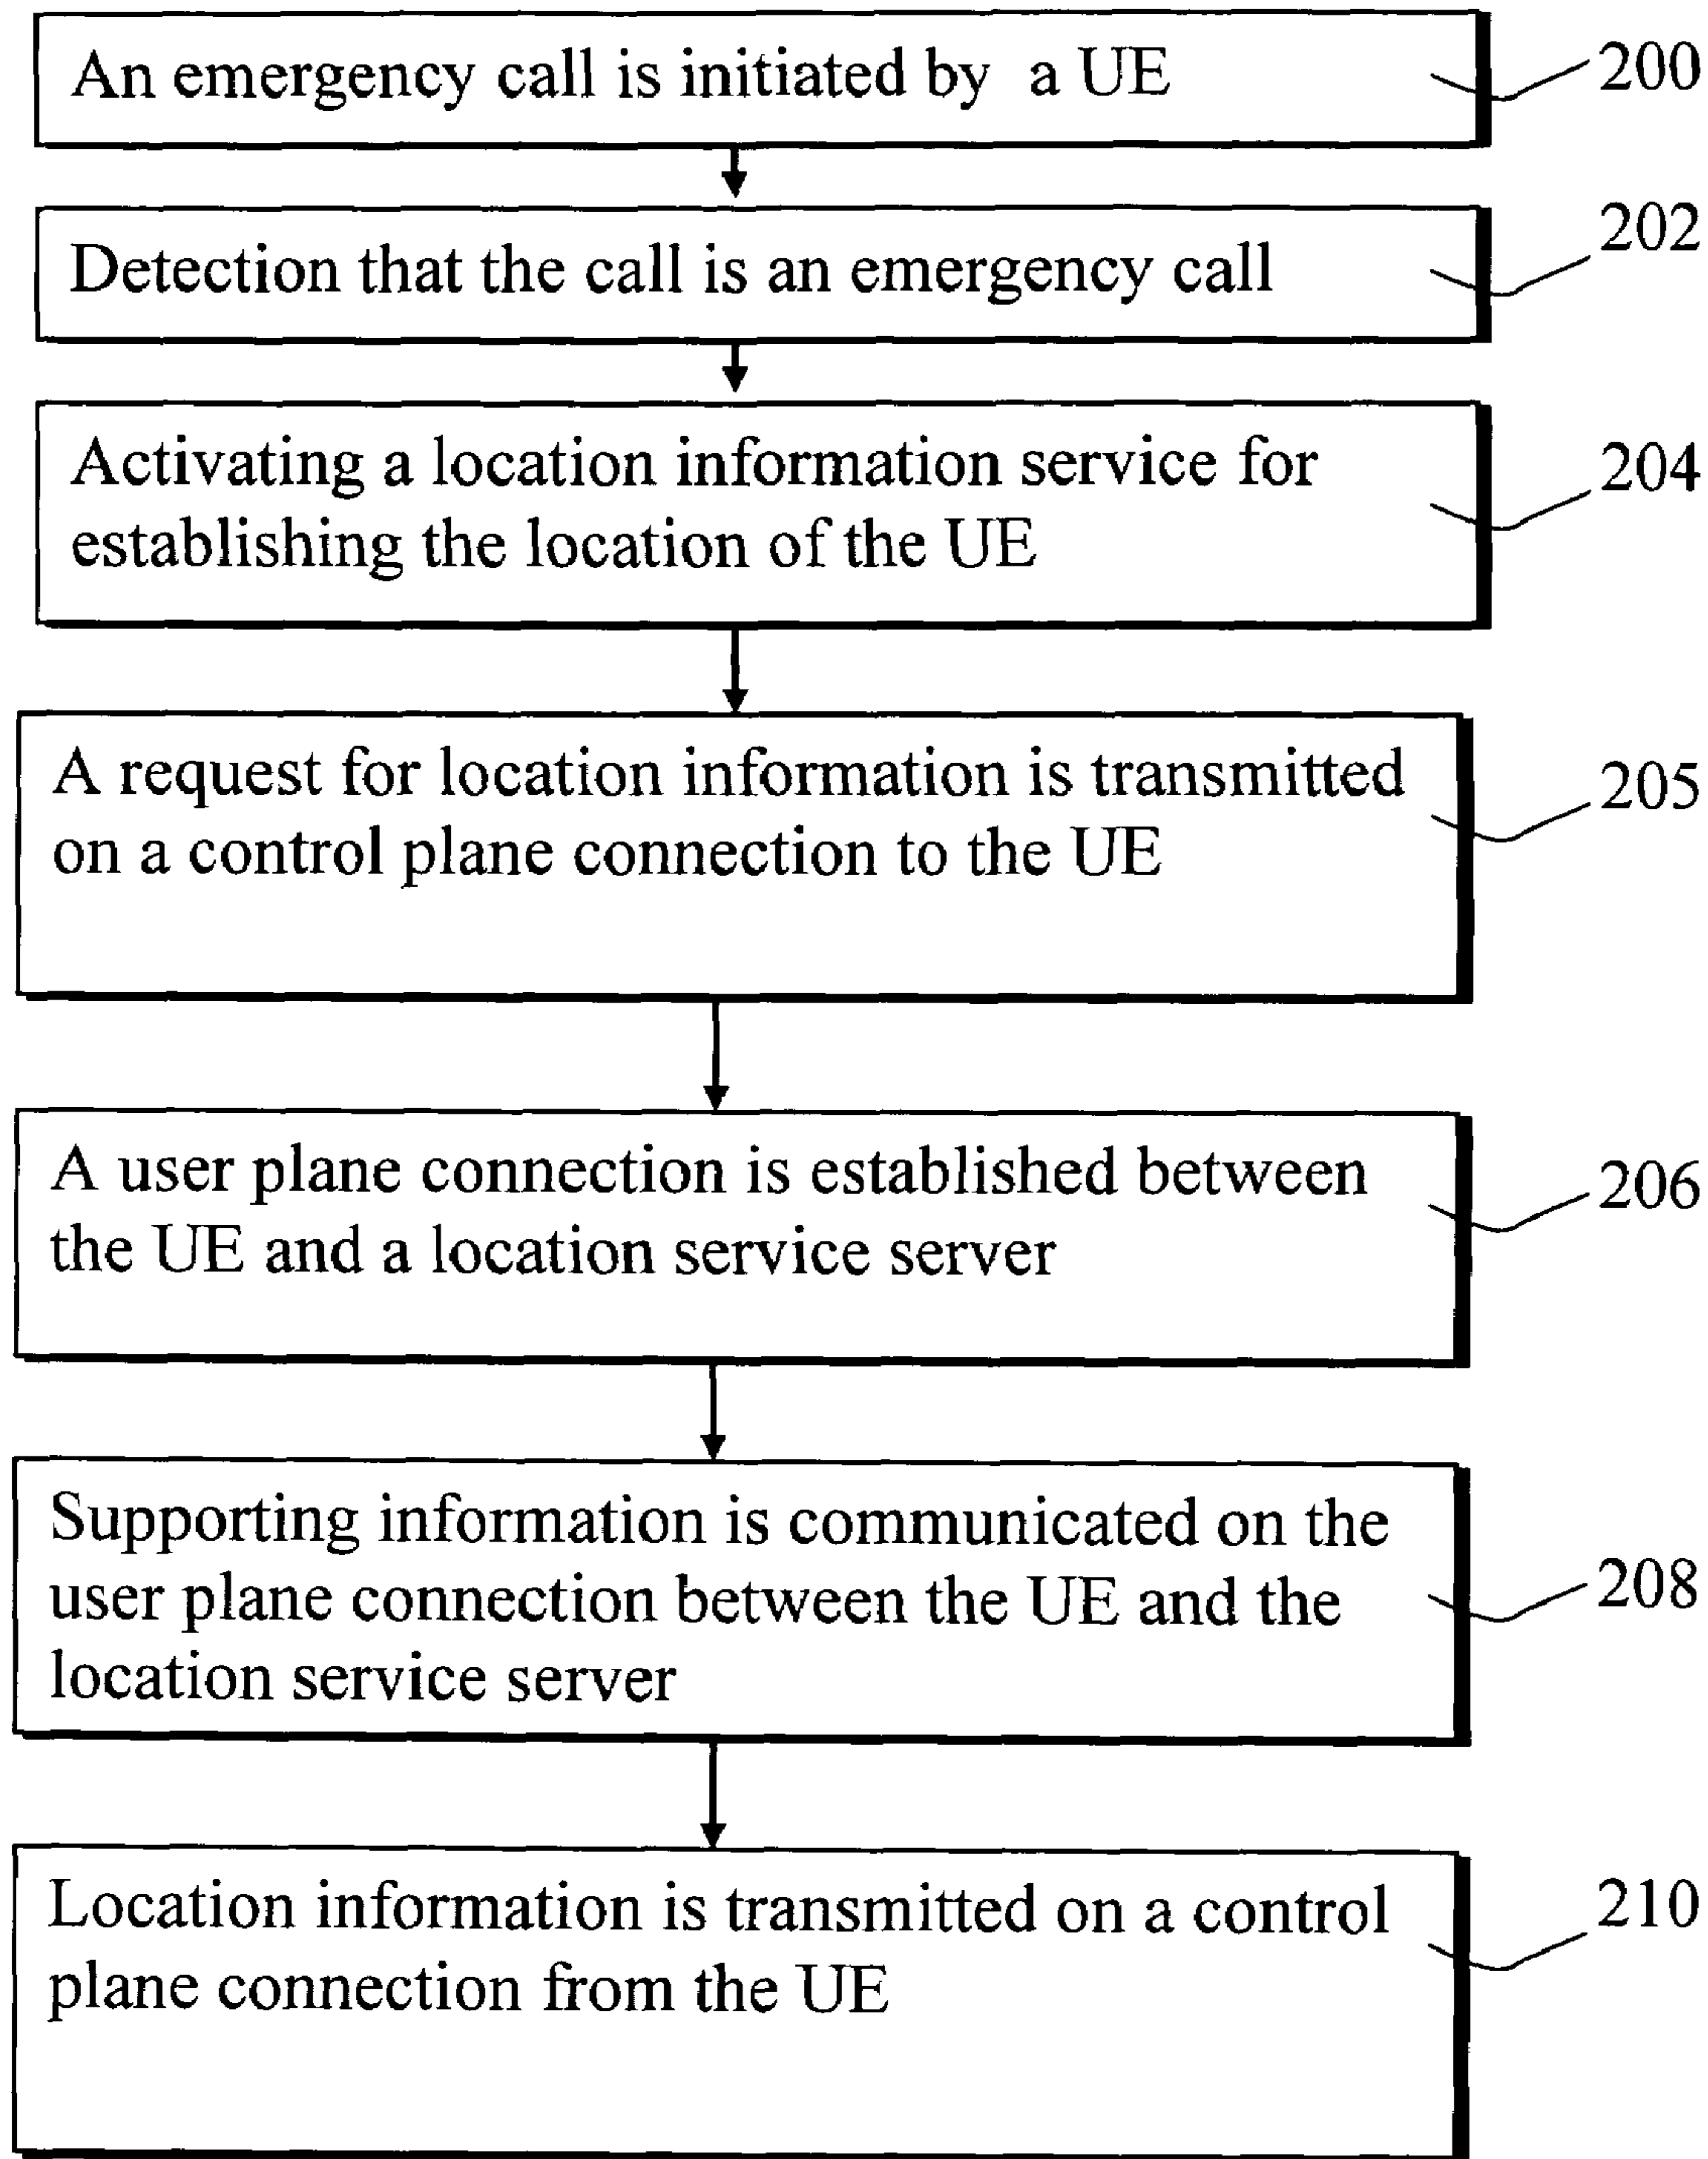 An emergency call is initiated by a UE
200
Detection that the call is an emergency call
202
Activating a location information service for
establishing the location of the UE
204
A request for location information is transmitted
on a control plane connection to the UE
205
A user plane connection is established between
the UE and a location service server
206
Supporting information is communicated on the
user plane connection between the UE and the
location service server
208
Location information is transmitted on a control
plane connection from the UE
210